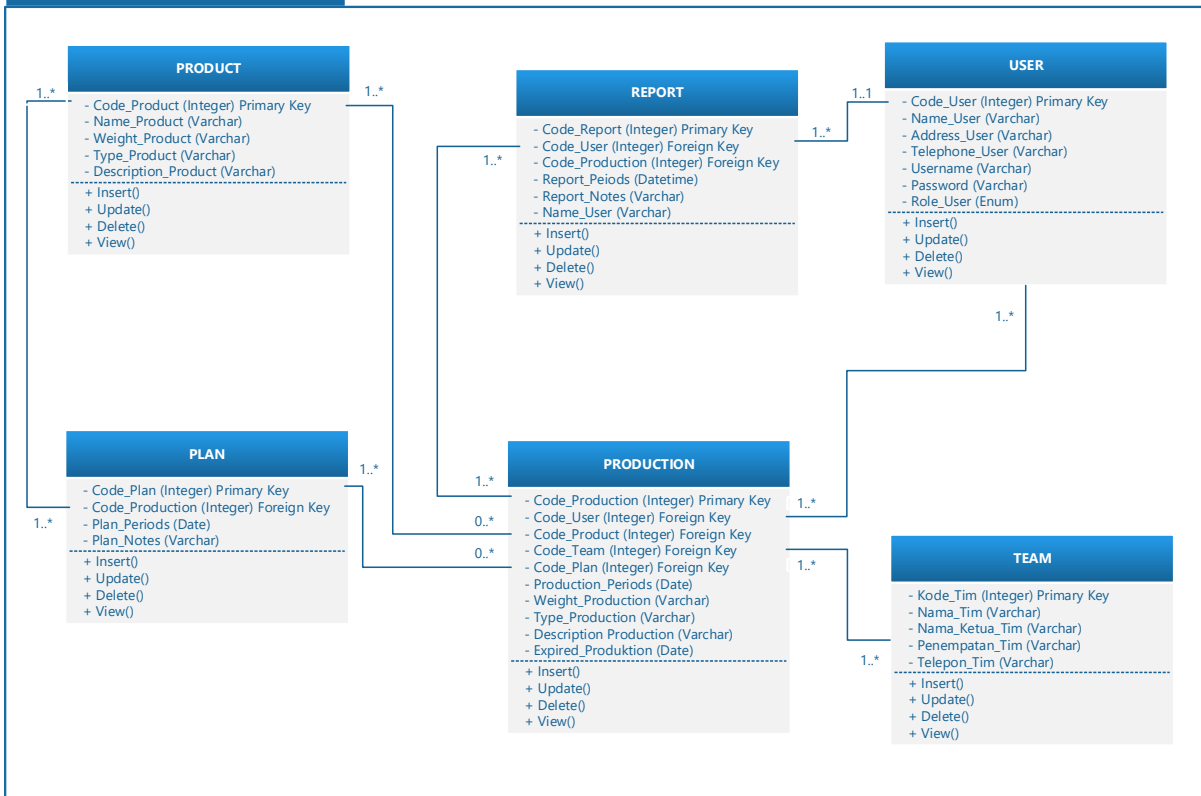 PRODUCT
- Code_Product (Integer) Primary Key
- Name_Product (Varchar)
- Weight_Product (Varchar)
- Type_Product (Varchar)
- Description_Product (Varchar)
+ Insert()
+ Update()
+ Delete()
+ View()
1..*
1..*
REPORT
- Code_Report (Integer) Primary Key
- Code_User (Integer) Foreign Key
- Code_Production (Integer) Foreign Key
- Report_Peiods (Datetime)
- Report_Notes (Varchar)
- Name_User (Varchar)
+ Insert()
+ Update()
+ Delete()
+ View()
1..*
1..*
USER
- Code_User (Integer) Primary Key
- Name_User (Varchar)
- Address_User (Varchar)
- Telephone_User (Varchar)
- Username (Varchar)
- Password (Varchar)
- Role_User (Enum)
+ Insert()
+ Update()
+ Delete()
+ View()
1..1
1..*
PLAN
- Code_Plan (Integer) Primary Key
- Code_Production (Integer) Foreign Key
- Plan_Periods (Date)
- Plan_Notes (Varchar)
+ Insert()
+ Update()
+ Delete()
+ View()
1..*
1..*
PRODUCTION
- Code_Production (Integer) Primary Key
- Code_User (Integer) Foreign Key
- Code_Product (Integer) Foreign Key
- Code_Team (Integer) Foreign Key
- Code_Plan (Integer) Foreign Key
- Production_Periods (Date)
- Weight_Production (Varchar)
- Type_Production (Varchar)
- Description Production (Varchar)
- Expired_Produktion (Date)
+ Insert()
+ Update()
+ Delete()
+ View()
1..*
0..*
0..*
1..*
1..*
TEAM
- Kode_Tim (Integer) Primary Key
- Nama_Tim (Varchar)
- Nama_Ketua_Tim (Varchar)
- Penempatan_Tim (Varchar)
- Telepon_Tim (Varchar)
+ Insert()
+ Update()
+ Delete()
+ View()
1..*